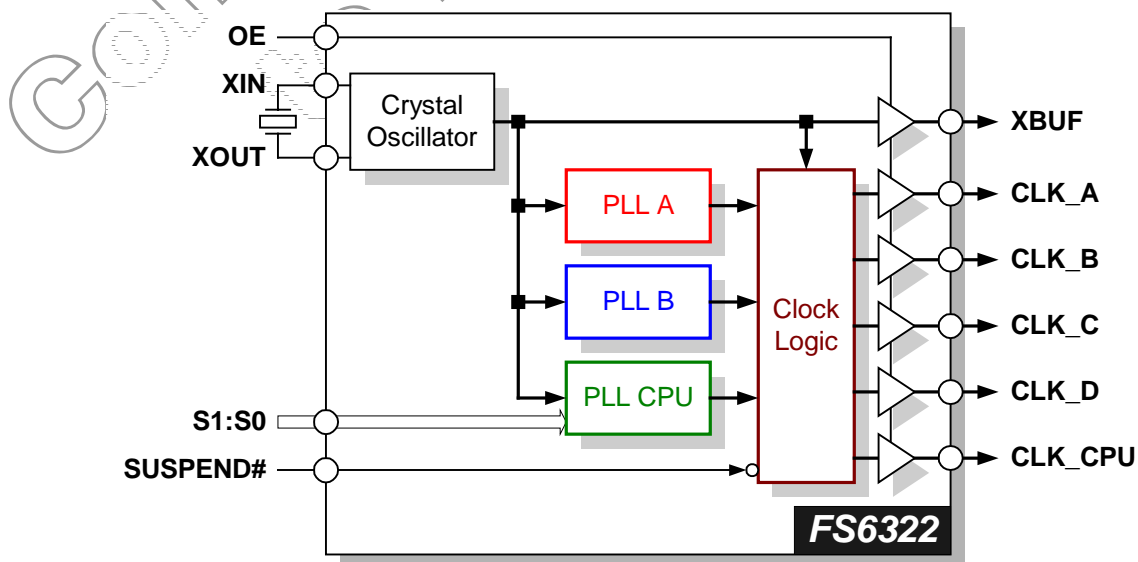 OE
XIN
Crystal
Oscillator
XOUT
XBUF
PLL A
CLK_A
PLL B
CLK_B
Clock
Logic
CLK_C
PLL CPU
CLK_D
S1:S0
SUSPEND#
CLK_CPU
FS6322